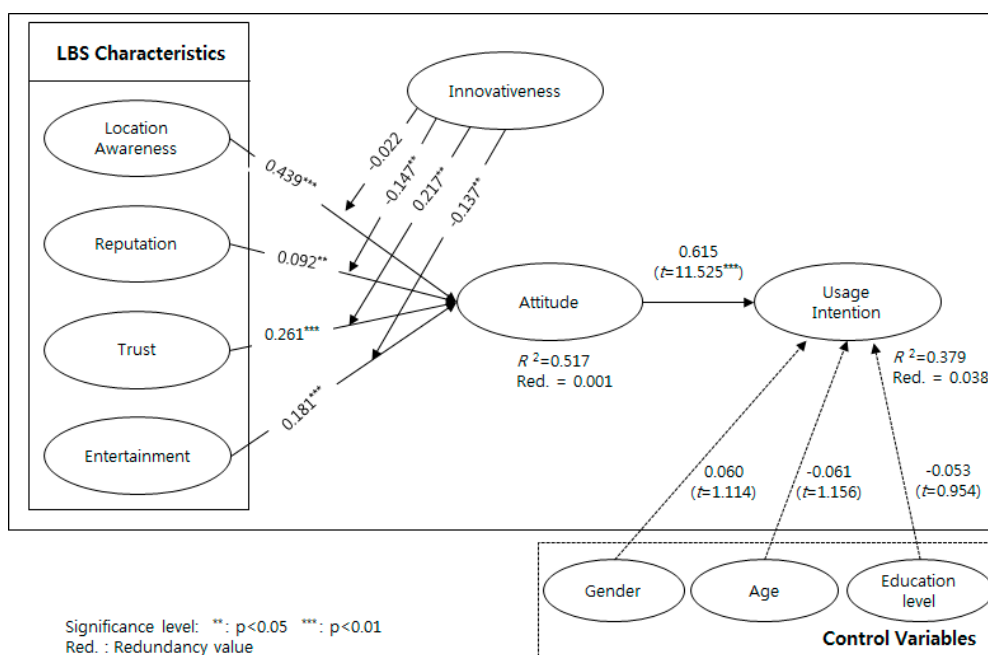 LBS Characteristics
Location
Awareness
Reputation
Trust
Entertainment
Innovativeness
0.439***
0.092**
0.261***
0.181***
-0.022
-0.147**
0.217**
-0.137**
Attitude
R²=0.517
Red. = 0.001
0.615
(t=11.525***)
Usage
Intention
R²=0.379
Red. = 0.038
0.060
(t=1.114)
-0.061
(t=1.156)
-0.053
(t=0.954)
Gender
Age
Education
level
Control Variables
Significance level: **: p<0.05 ***: p<0.01
Red. : Redundancy value